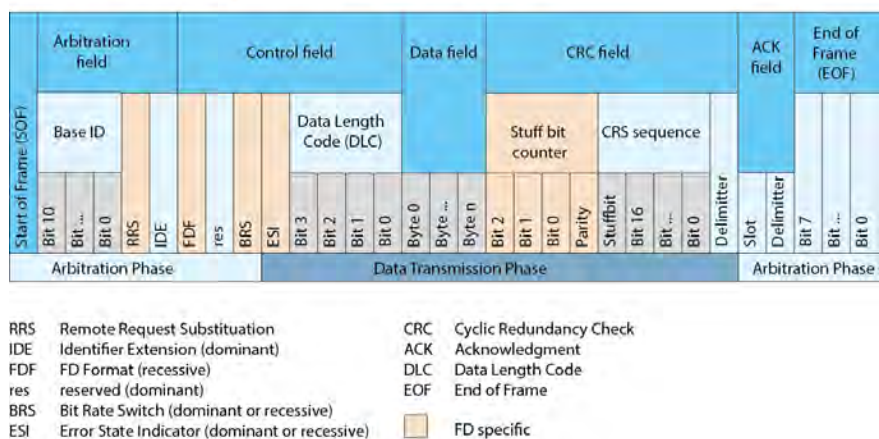 Arbitration
field
Control field
Data field
CRC field
ACK
field
End of
Frame
(EOF)
Start of Frame (SOF)
Base ID
Data Length
Code (DLC)
Stuff bit
counter
CRS sequence
Bit 10
Bit ...
Bit 0
RRS
IDE
FDF
res
BRS
ESI
Bit 3
Bit 2
Bit 1
Bit 0
Byte 0
Byte ...
Byte n
Bit 2
Bit 1
Bit 0
Parity
Stuffbit
Bit 16
Bit ...
Bit 0
Delimitter
Slot
Delimitter
Bit 7
Bit ...
Bit 0
Arbitration Phase
Data Transmission Phase
Arbitration Phase
RRS Remote Request Substituation
IDE Identifier Extension (dominant)
FDF FD Format (recessive)
res reserved (dominant)
BRS Bit Rate Switch (dominant or recessive)
ESI Error State Indicator (dominant or recessive)
CRC Cyclic Redundancy Check
ACK Acknowledgment
DLC Data Length Code
EOF End of Frame
FD specific